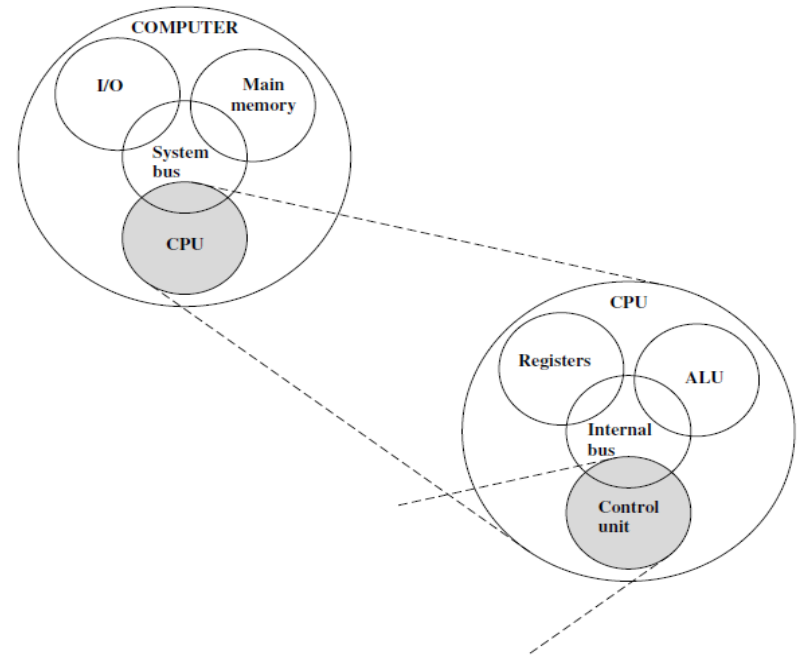 COMPUTER
I/O
Main
memory
System
bus
CPU
CPU
Registers
ALU
Internal
bus
Control
unit